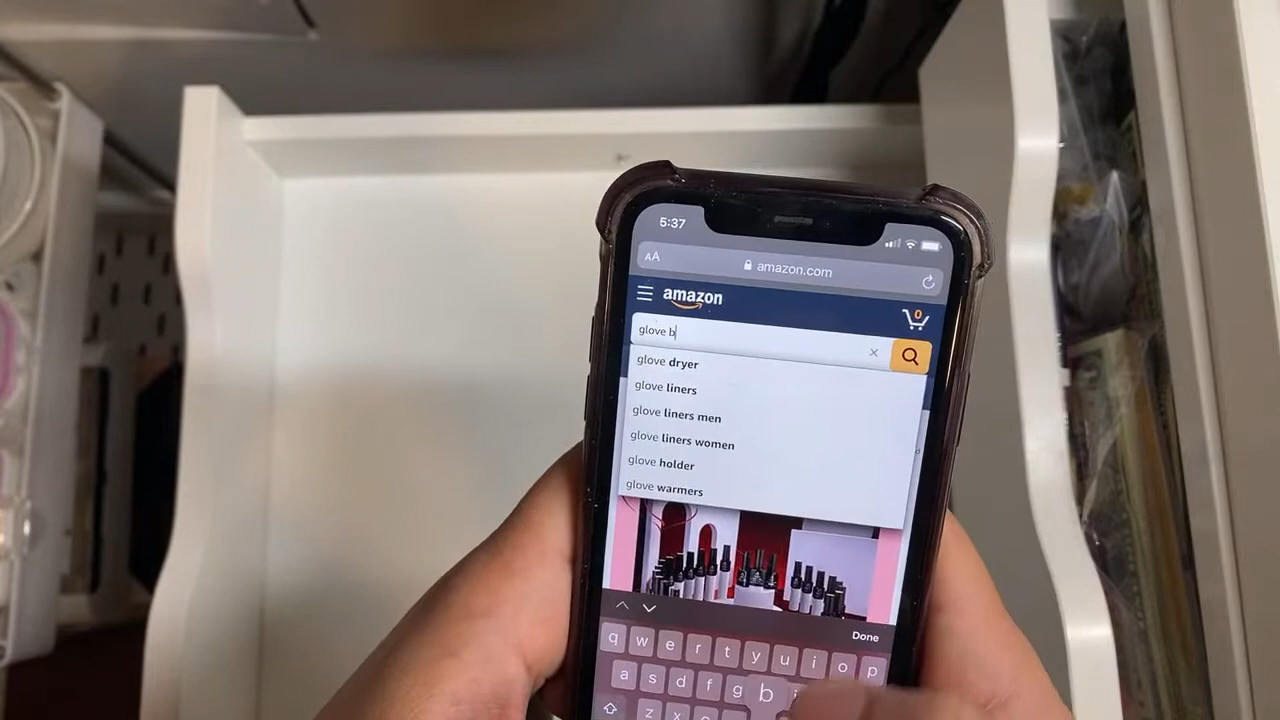 5:37
AA amazon.com
amazon
0
glove b
glove dryer
glove liners
glove liners men
glove liners women
glove holder
glove warmers
Done
q w e r t y u i o p
a s d f g b
z x